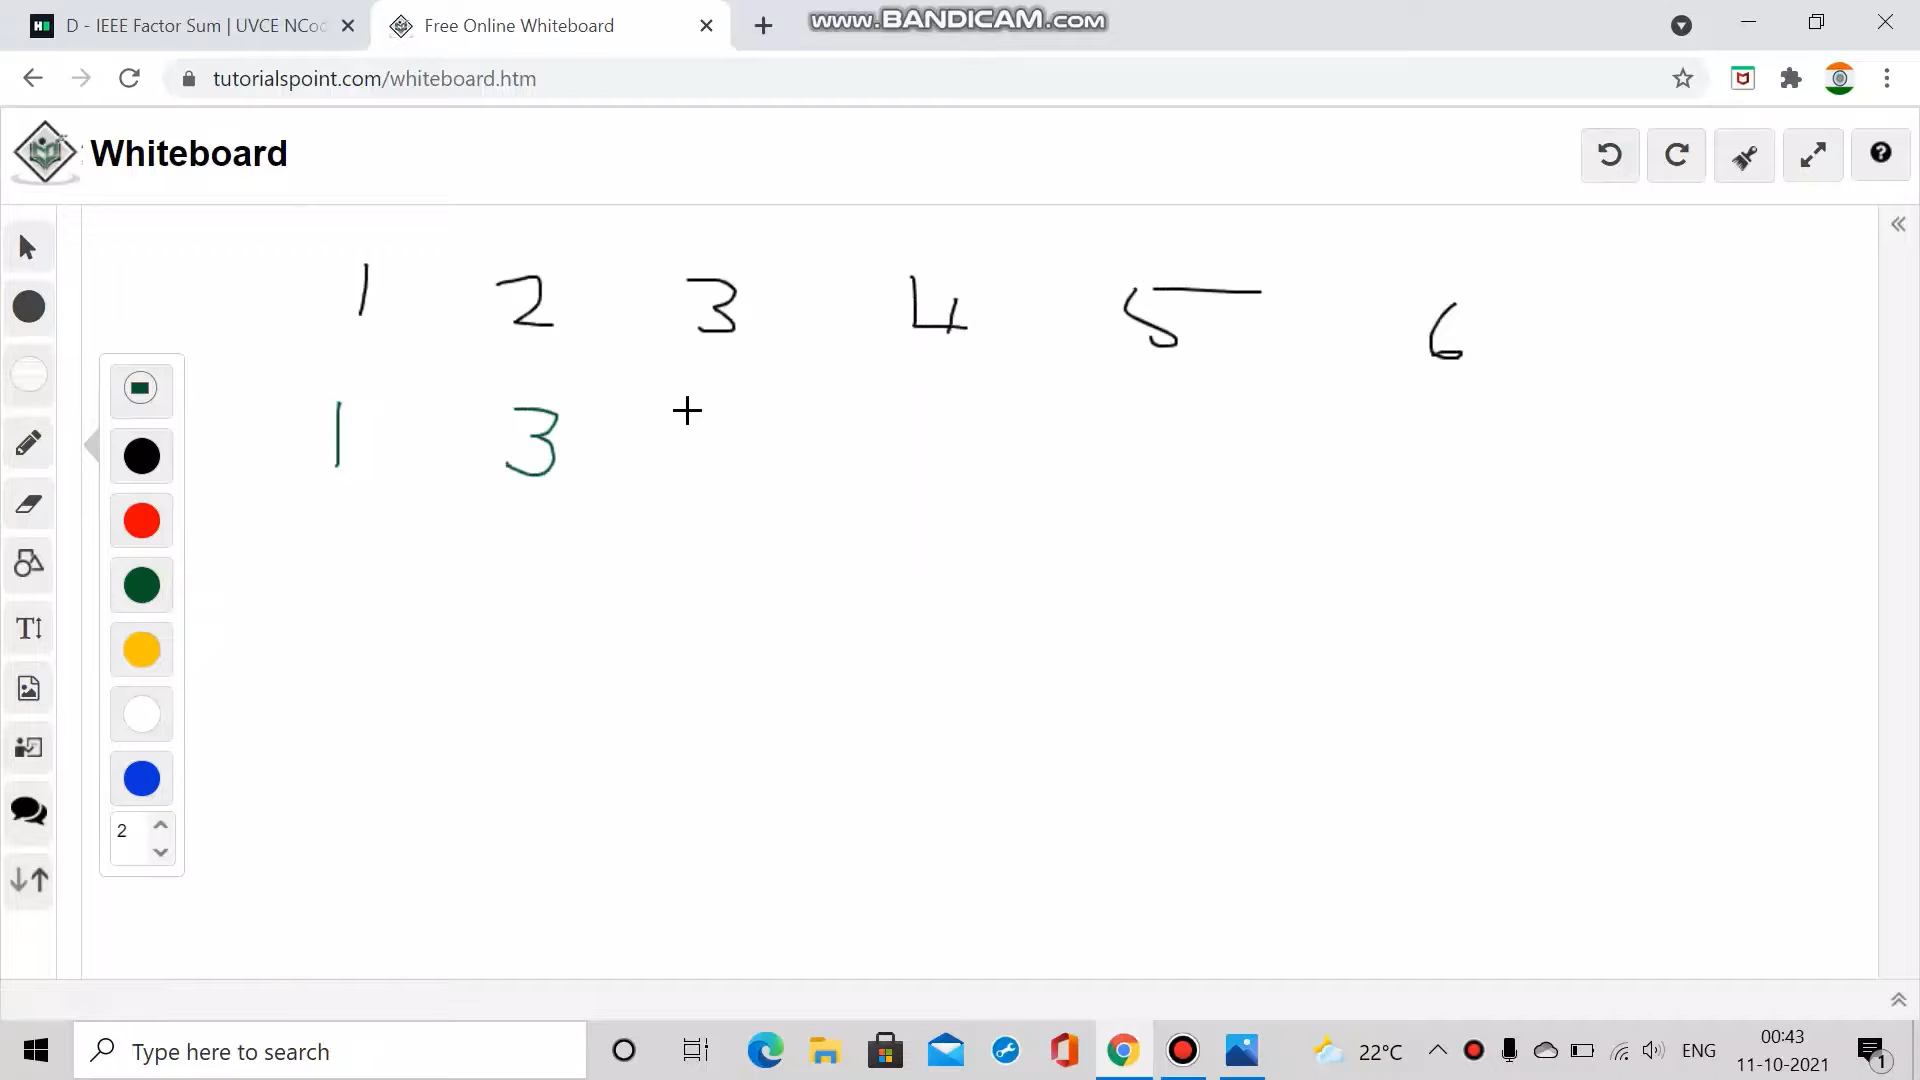 D - IEEE Factor Sum | UVCE NCo
Free Online Whiteboard
www.BANDICAM.com
tutorialspoint.com/whiteboard.htm
Whiteboard
1 2 3 4 5 6
1 3
2
Type here to search
22°C
ENG
00:43
11-10-2021
1